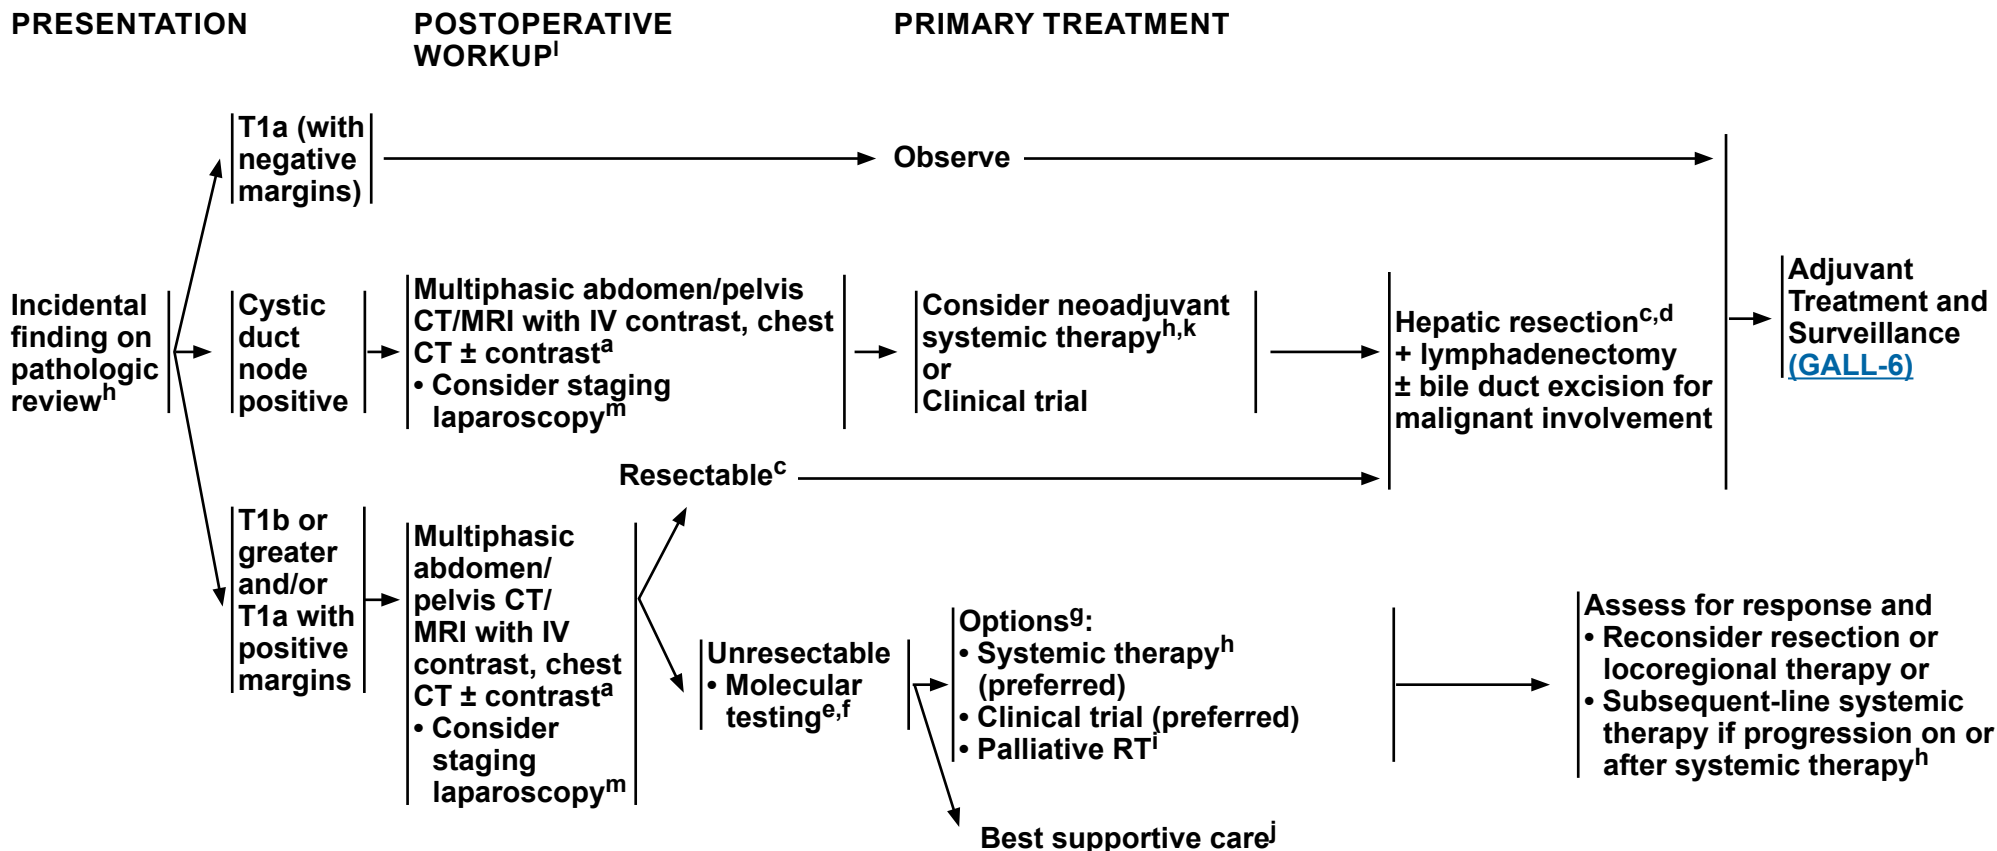 PRESENTATION
POSTOPERATIVE
WORKUPl
PRIMARY TREATMENT
T1a (with
negative
margins)
Observe
Incidental
finding on
pathologic
reviewh
Cystic
duct
node
positive
Multiphasic abdomen/pelvis
CT/MRI with IV contrast, chest
CT ± contrasta
• Consider staging
laparoscopym
Consider neoadjuvant
systemic therapyh,k
or
Clinical trial
Hepatic resectionc,d
+ lymphadenectomy
± bile duct excision for
malignant involvement
Adjuvant
Treatment and
Surveillance
(GALL-6)
Resectablec
T1b or
greater
and/or
T1a with
positive
margins
Multiphasic
abdomen/
pelvis CT/
MRI with IV
contrast, chest
CT ± contrasta
• Consider
staging
laparoscopym
Unresectable
• Molecular
testinge,f
Optionsg:
• Systemic therapyh
(preferred)
• Clinical trial (preferred)
• Palliative RTi
Best supportive carej
Assess for response and
• Reconsider resection or
locoregional therapy or
• Subsequent-line systemic
therapy if progression on or
after systemic therapyh